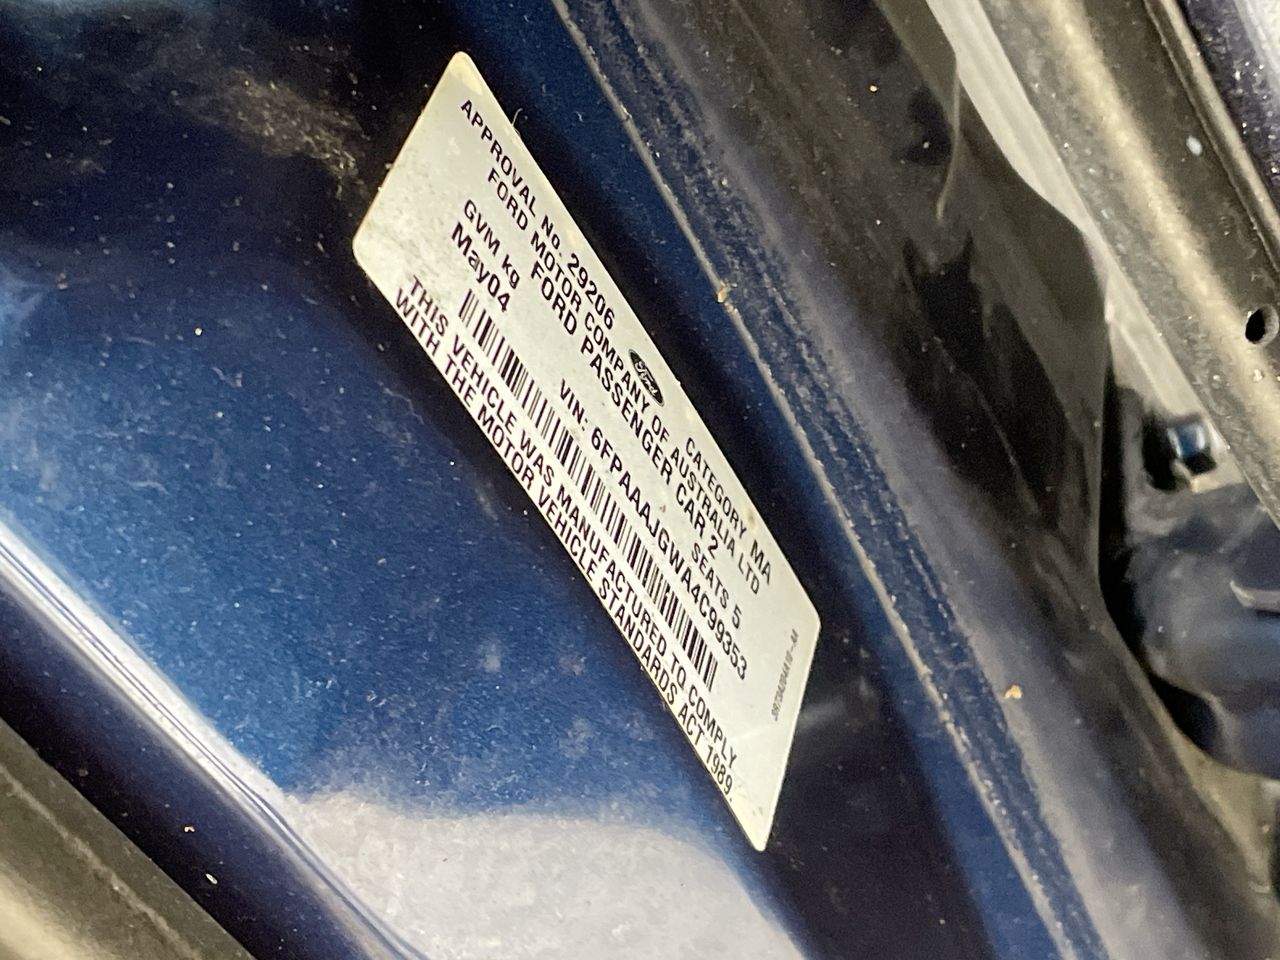 APPROVAL No. 29206 Ford CATEGORY MA
FORD MOTOR COMPANY OF AUSTRALIA LTD
FORD PASSENGER CAR 2
GVM kg SEATS 5
May04 VIN: 6FPAAAJGWA4C99353
THIS VEHICLE WAS MANUFACTURED TO COMPLY
WITH THE MOTOR VEHICLE STANDARDS ACT 1989.